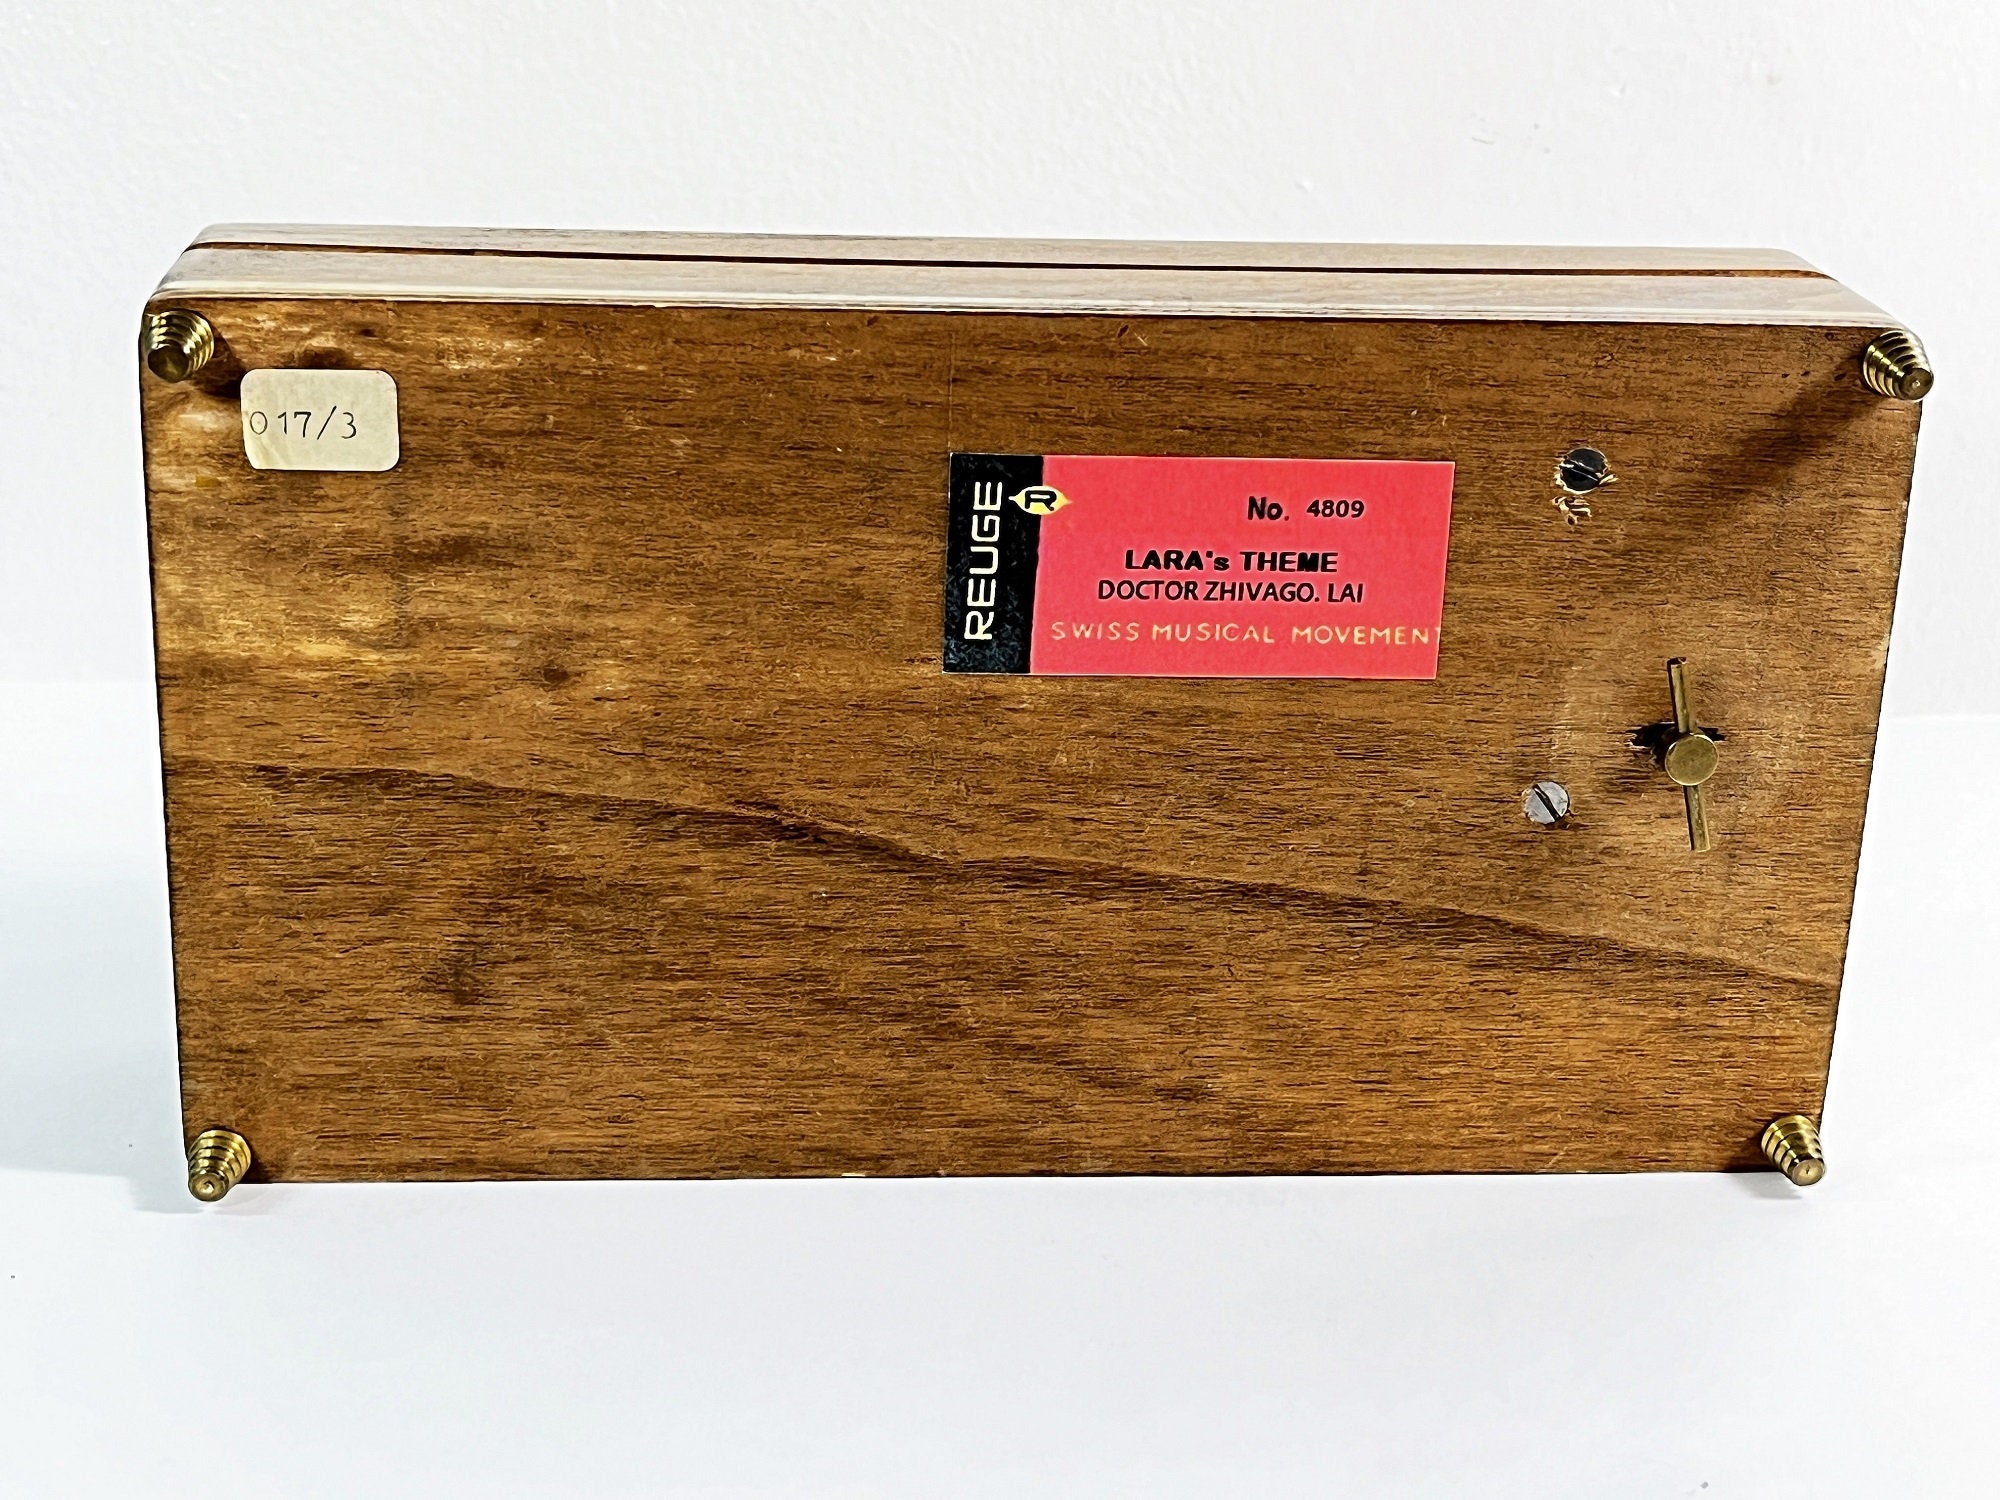 017/3
REUGE
R
No. 4809
LARA's THEME
DOCTOR ZHIVAGO. LAI
SWISS MUSICAL MOVEMENT